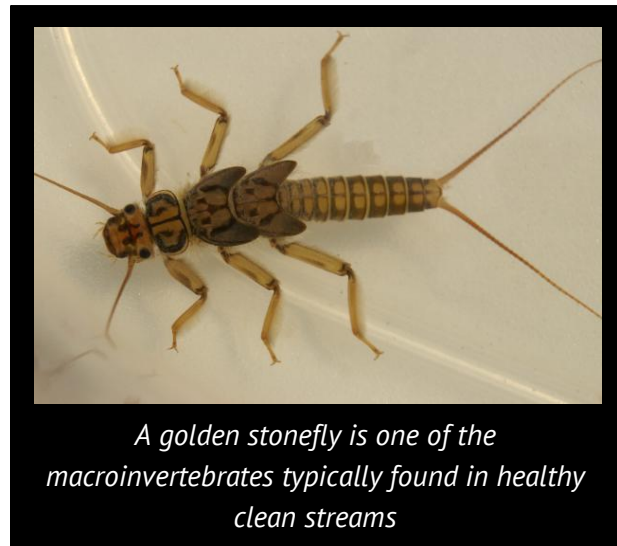 A golden stonefly is one of the
macroinvertebrates typically found in healthy
clean streams